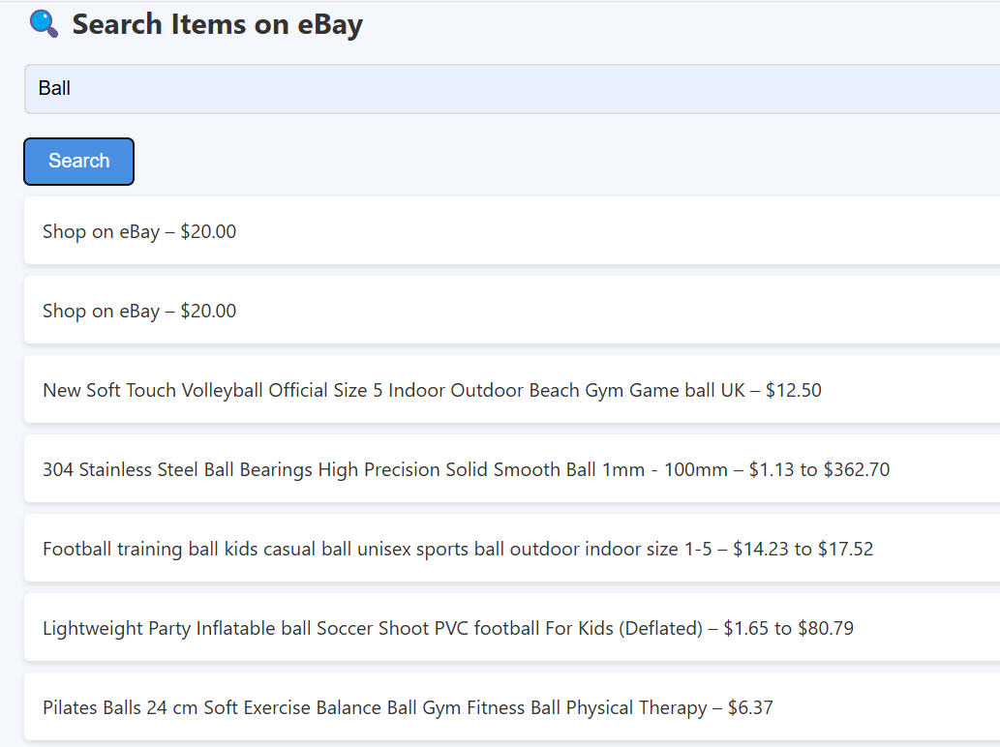 Search Items on eBay
Ball
Search
Shop on eBay – $20.00
Shop on eBay – $20.00
New Soft Touch Volleyball Official Size 5 Indoor Outdoor Beach Gym Game ball UK – $12.50
304 Stainless Steel Ball Bearings High Precision Solid Smooth Ball 1mm - 100mm – $1.13 to $362.70
Football training ball kids casual ball unisex sports ball outdoor indoor size 1-5 – $14.23 to $17.52
Lightweight Party Inflatable ball Soccer Shoot PVC football For Kids (Deflated) – $1.65 to $80.79
Pilates Balls 24 cm Soft Exercise Balance Ball Gym Fitness Ball Physical Therapy – $6.37